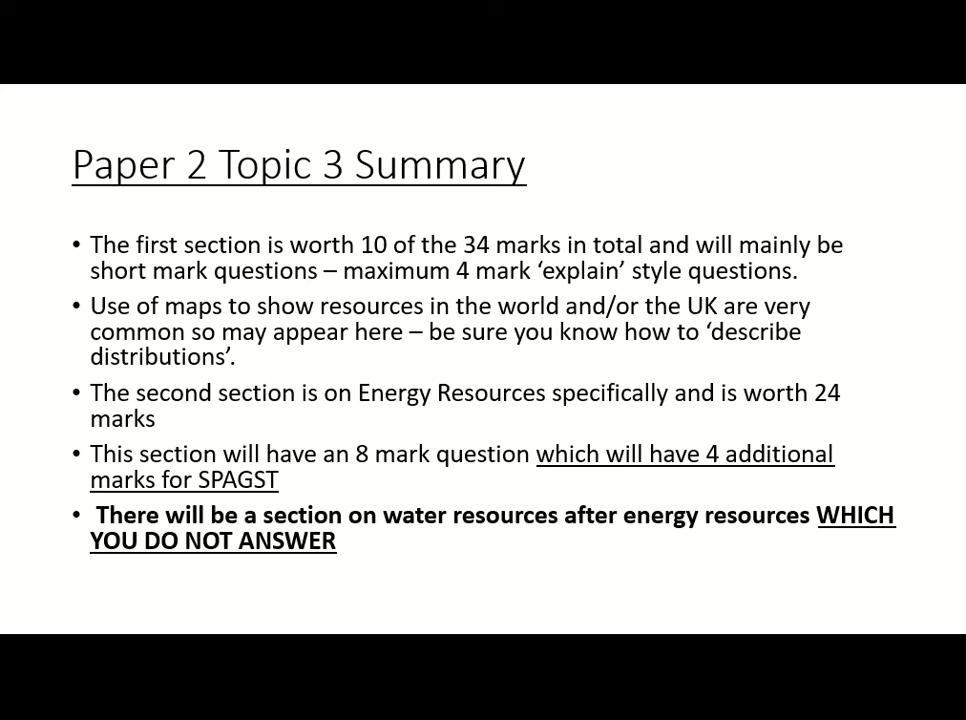 Paper 2 Topic 3 Summary
• The first section is worth 10 of the 34 marks in total and will mainly be
short mark questions – maximum 4 mark ‘explain’ style questions.
• Use of maps to show resources in the world and/or the UK are very
common so may appear here – be sure you know how to ‘describe
distributions’.
• The second section is on Energy Resources specifically and is worth 24
marks
• This section will have an 8 mark question which will have 4 additional
marks for SPAGST
• There will be a section on water resources after energy resources WHICH
YOU DO NOT ANSWER